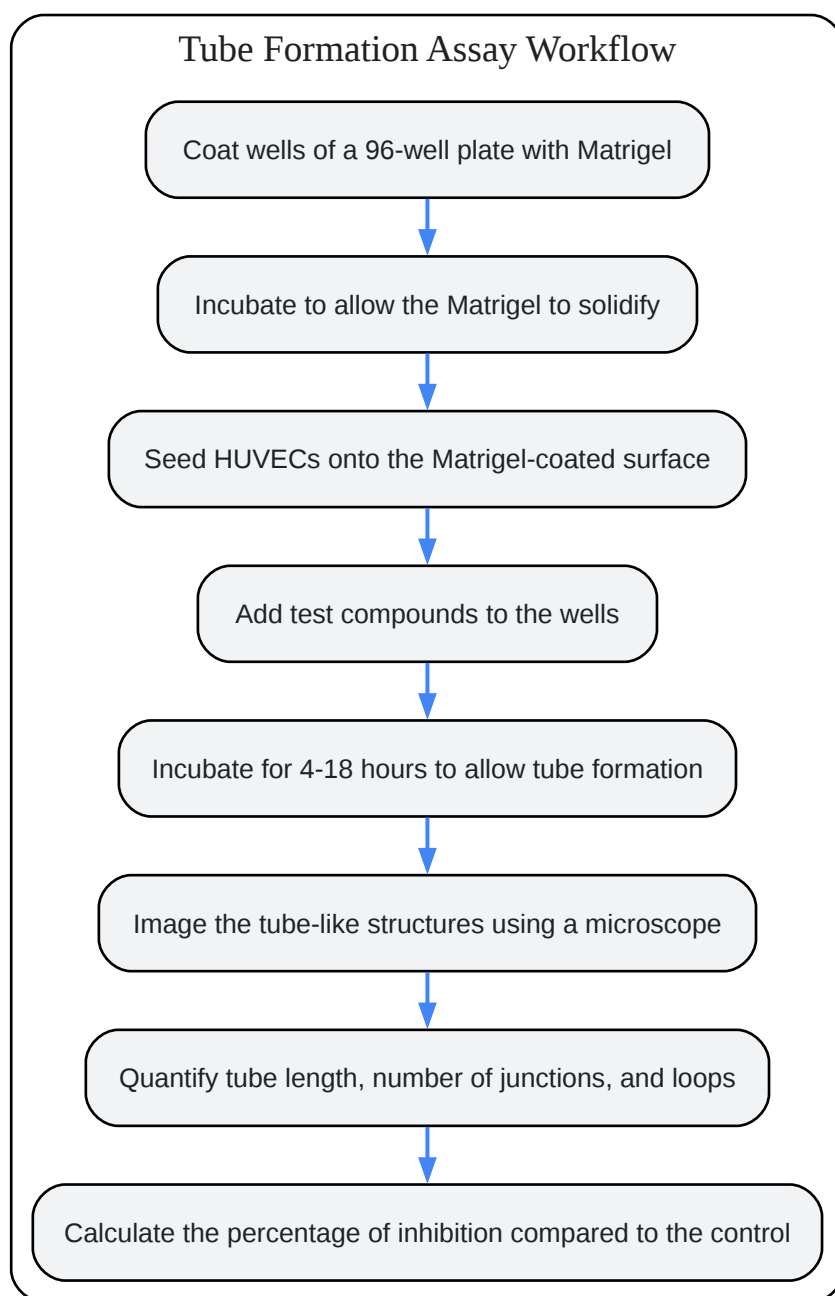 Tube Formation Assay Workflow
Coat wells of a 96-well plate with Matrigel
Incubate to allow the Matrigel to solidify
Seed HUVECs onto the Matrigel-coated surface
Add test compounds to the wells
Incubate for 4-18 hours to allow tube formation
Image the tube-like structures using a microscope
Quantify tube length, number of junctions, and loops
Calculate the percentage of inhibition compared to the control